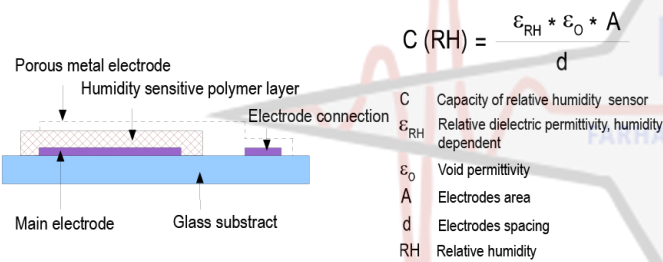 Porous metal electrode
Humidity sensitive polymer layer
Electrode connection
Main electrode
Glass substract
C (RH) = ε_RH * ε_O * A / d
C Capacity of relative humidity sensor
ε_RH Relative dielectric permittivity, humidity
dependent
ε_O Void permittivity
A Electrodes area
d Electrodes spacing
RH Relative humidity